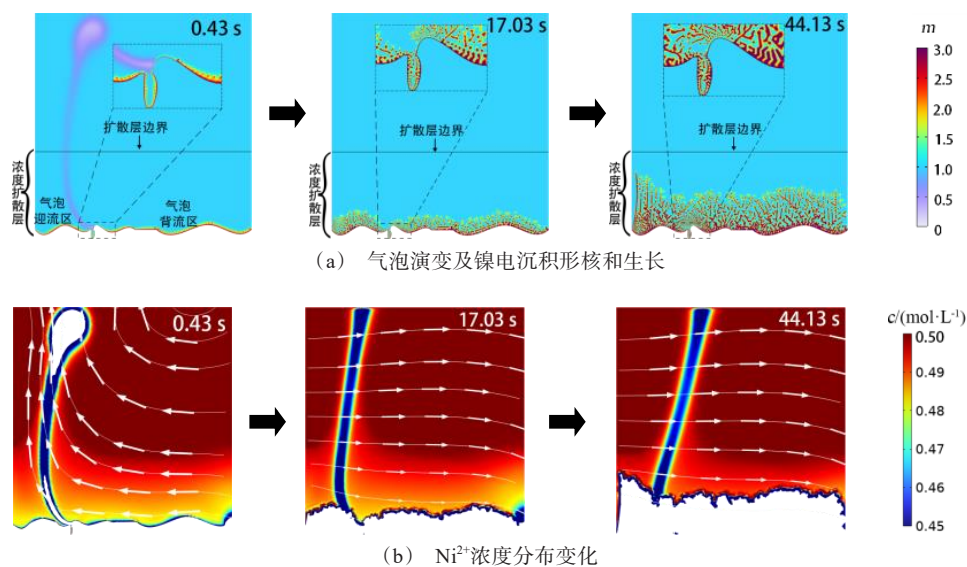 0.43 s
17.03 s
44.13 s
m
3.0
2.5
2.0
1.5
1.0
0.5
0
扩散层边界
扩散层边界
扩散层边界
浓度扩散层
浓度扩散层
浓度扩散层
气泡
迎流区
气泡
背流区
（a） 气泡演变及镍电沉积形核和生长
0.43 s
17.03 s
44.13 s
c/(mol·L⁻¹)
0.50
0.49
0.48
0.47
0.46
0.45
（b） Ni²⁺浓度分布变化